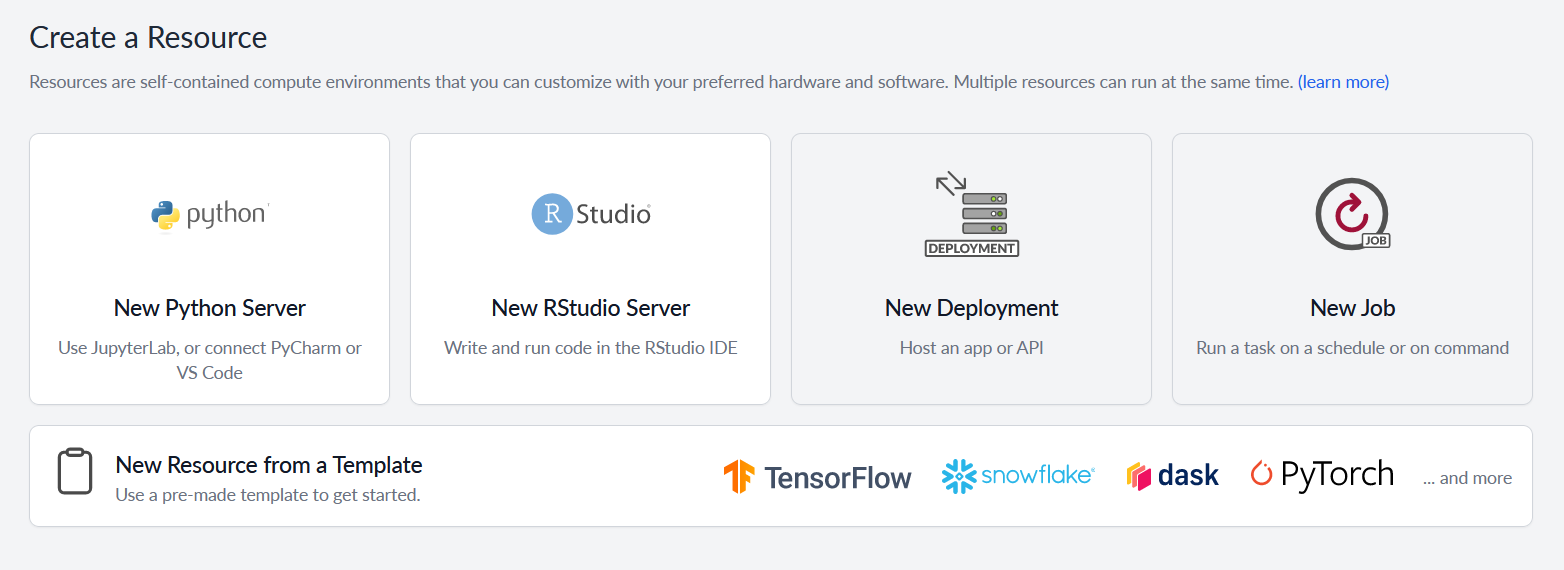 Create a Resource
Resources are self-contained compute environments that you can customize with your preferred hardware and software. Multiple resources can run at the same time. (learn more)
python
R Studio
DEPLOYMENT
JOB
New Python Server
New RStudio Server
New Deployment
New Job
Use JupyterLab, or connect PyCharm or
VS Code
Write and run code in the RStudio IDE
Host an app or API
Run a task on a schedule or on command
New Resource from a Template
Use a pre-made template to get started.
TensorFlow
snowflake
dask
PyTorch
... and more